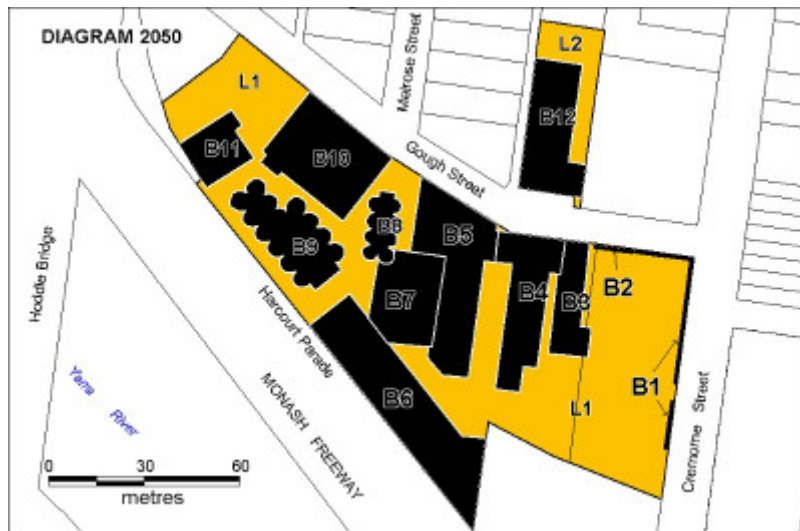 DIAGRAM 2050
L1
L2
Melrose Street
B12
B11
B10
Gough Street
B8
B5
B9
B4
B3
B2
B7
Hoddle Bridge
Harcourt Parade
B6
B1
L1
Cremorne Street
Yarra River
MONASH FREEWAY
0 30 60
metres